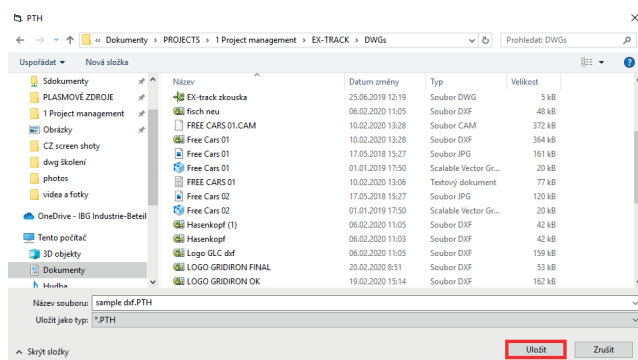 PTH
« Dokumenty › PROJECTS › 1 Project management › EX-TRACK › DWGs
Prohledat: DWGs
Uspořádat
Nová složka
Název Datum změny Typ Velikost
Sdokumenty
PLASMOVÉ ZDROJE
1 Project management
Obrázky
CZ screen shoty
dwg školení
photos
videa a fotky
OneDrive - IBG Industrie-Beteil
Tento počítač
3D objekty
Dokumenty
Hudba
EX-track zkouska 25.06.2019 12:19 Soubor DWG 5 kB
fisch neu 06.02.2020 11:05 Soubor DXF 48 kB
FREE CARS 01.CAM 10.02.2020 13:28 Soubor CAM 372 kB
Free Cars 01 10.02.2020 13:28 Soubor DXF 364 kB
Free Cars 01 17.05.2018 15:27 Soubor JPG 161 kB
Free Cars 01 01.01.2019 17:50 Scalable Vector Gr... 20 kB
FREE CARS 01 10.02.2020 13:06 Textový dokument 77 kB
Free Cars 02 17.05.2018 15:27 Soubor JPG 120 kB
Free Cars 02 01.01.2019 17:50 Scalable Vector Gr... 20 kB
Hasenkopf (1) 06.02.2020 11:05 Soubor DXF 42 kB
Hasenkopf 06.02.2020 11:03 Soubor DXF 42 kB
Logo GLC dxf 06.02.2020 11:05 Soubor DXF 159 kB
LOGO GRIDIRON FINAL 20.02.2020 8:51 Soubor DXF 53 kB
LOGO GRIDIRON OK 19.02.2020 15:14 Soubor DXF 162 kB
Název souboru: sample dxf.PTH
Uložit jako typ: *.PTH
Skrýt složky
Uložit
Zrušit